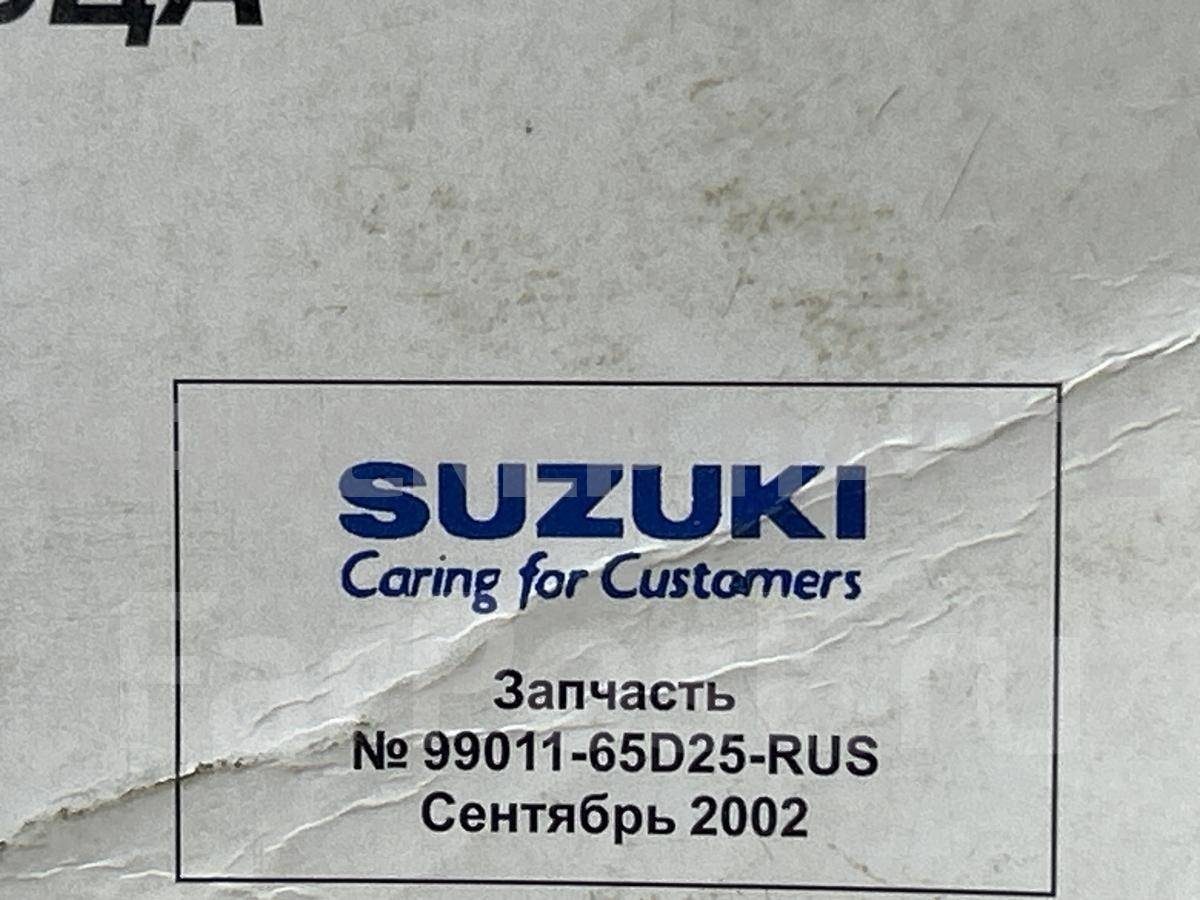 SUZUKI
Caring for Customers
Запчасть
№ 99011-65D25-RUS
Сентябрь 2002